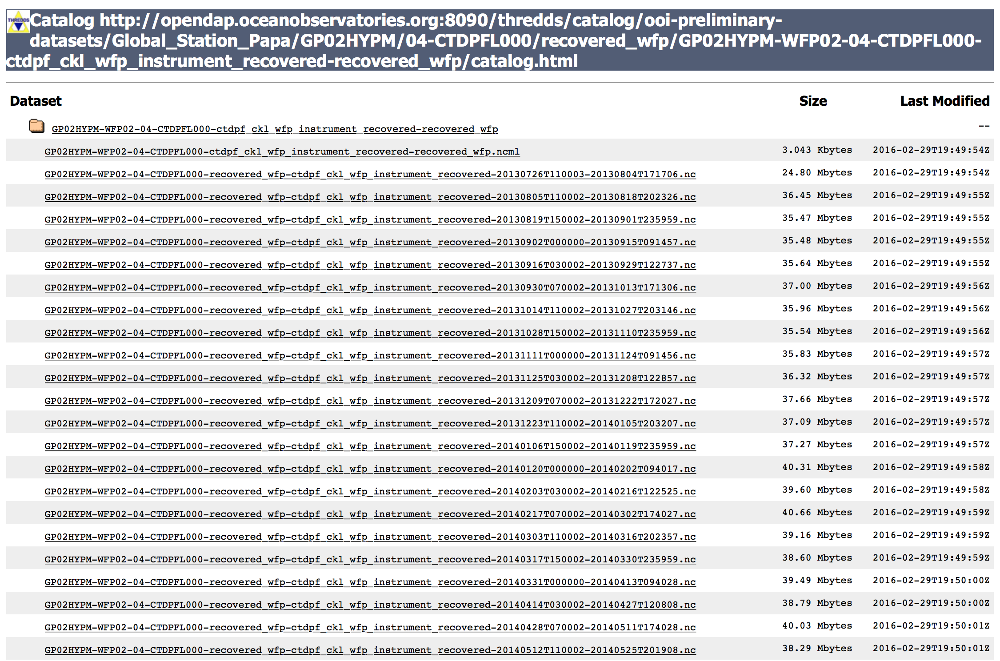 THREDDS
Catalog http://opendap.oceanobservatories.org:8090/thredds/catalog/ooi-preliminary-
datasets/Global_Station_Papa/GP02HYPM/04-CTDPFL000/recovered_wfp/GP02HYPM-WFP02-04-CTDPFL000-
ctdpf_ckl_wfp_instrument_recovered-recovered_wfp/catalog.html
Dataset Size Last Modified
GP02HYPM-WFP02-04-CTDPFL000-ctdpf_ckl_wfp_instrument_recovered-recovered_wfp --
GP02HYPM-WFP02-04-CTDPFL000-ctdpf_ckl_wfp_instrument_recovered-recovered_wfp.ncml 3.043 Kbytes 2016-02-29T19:49:54Z
GP02HYPM-WFP02-04-CTDPFL000-recovered_wfp-ctdpf_ckl_wfp_instrument_recovered-20130726T110003-20130804T171706.nc 24.80 Mbytes 2016-02-29T19:49:54Z
GP02HYPM-WFP02-04-CTDPFL000-recovered_wfp-ctdpf_ckl_wfp_instrument_recovered-20130805T110002-20130818T202326.nc 36.45 Mbytes 2016-02-29T19:49:55Z
GP02HYPM-WFP02-04-CTDPFL000-recovered_wfp-ctdpf_ckl_wfp_instrument_recovered-20130819T150002-20130901T235959.nc 35.47 Mbytes 2016-02-29T19:49:55Z
GP02HYPM-WFP02-04-CTDPFL000-recovered_wfp-ctdpf_ckl_wfp_instrument_recovered-20130902T000000-20130915T091457.nc 35.48 Mbytes 2016-02-29T19:49:55Z
GP02HYPM-WFP02-04-CTDPFL000-recovered_wfp-ctdpf_ckl_wfp_instrument_recovered-20130916T030002-20130929T122737.nc 35.64 Mbytes 2016-02-29T19:49:55Z
GP02HYPM-WFP02-04-CTDPFL000-recovered_wfp-ctdpf_ckl_wfp_instrument_recovered-20130930T070002-20131013T171306.nc 37.00 Mbytes 2016-02-29T19:49:56Z
GP02HYPM-WFP02-04-CTDPFL000-recovered_wfp-ctdpf_ckl_wfp_instrument_recovered-20131014T110002-20131027T203146.nc 35.96 Mbytes 2016-02-29T19:49:56Z
GP02HYPM-WFP02-04-CTDPFL000-recovered_wfp-ctdpf_ckl_wfp_instrument_recovered-20131028T150002-20131110T235959.nc 35.54 Mbytes 2016-02-29T19:49:56Z
GP02HYPM-WFP02-04-CTDPFL000-recovered_wfp-ctdpf_ckl_wfp_instrument_recovered-20131111T000000-20131124T091456.nc 35.83 Mbytes 2016-02-29T19:49:57Z
GP02HYPM-WFP02-04-CTDPFL000-recovered_wfp-ctdpf_ckl_wfp_instrument_recovered-20131125T030002-20131208T122857.nc 36.32 Mbytes 2016-02-29T19:49:57Z
GP02HYPM-WFP02-04-CTDPFL000-recovered_wfp-ctdpf_ckl_wfp_instrument_recovered-20131209T070002-20131222T172027.nc 37.66 Mbytes 2016-02-29T19:49:57Z
GP02HYPM-WFP02-04-CTDPFL000-recovered_wfp-ctdpf_ckl_wfp_instrument_recovered-20131223T110002-20140105T203207.nc 37.09 Mbytes 2016-02-29T19:49:57Z
GP02HYPM-WFP02-04-CTDPFL000-recovered_wfp-ctdpf_ckl_wfp_instrument_recovered-20140106T150002-20140119T235959.nc 37.27 Mbytes 2016-02-29T19:49:57Z
GP02HYPM-WFP02-04-CTDPFL000-recovered_wfp-ctdpf_ckl_wfp_instrument_recovered-20140120T000000-20140202T094017.nc 40.31 Mbytes 2016-02-29T19:49:58Z
GP02HYPM-WFP02-04-CTDPFL000-recovered_wfp-ctdpf_ckl_wfp_instrument_recovered-20140203T030002-20140216T122525.nc 39.60 Mbytes 2016-02-29T19:49:58Z
GP02HYPM-WFP02-04-CTDPFL000-recovered_wfp-ctdpf_ckl_wfp_instrument_recovered-20140217T070002-20140302T174027.nc 40.66 Mbytes 2016-02-29T19:49:59Z
GP02HYPM-WFP02-04-CTDPFL000-recovered_wfp-ctdpf_ckl_wfp_instrument_recovered-20140303T110002-20140316T202357.nc 39.16 Mbytes 2016-02-29T19:49:59Z
GP02HYPM-WFP02-04-CTDPFL000-recovered_wfp-ctdpf_ckl_wfp_instrument_recovered-20140317T150002-20140330T235959.nc 38.60 Mbytes 2016-02-29T19:49:59Z
GP02HYPM-WFP02-04-CTDPFL000-recovered_wfp-ctdpf_ckl_wfp_instrument_recovered-20140331T000000-20140413T094028.nc 39.49 Mbytes 2016-02-29T19:50:00Z
GP02HYPM-WFP02-04-CTDPFL000-recovered_wfp-ctdpf_ckl_wfp_instrument_recovered-20140414T030002-20140427T120808.nc 38.79 Mbytes 2016-02-29T19:50:00Z
GP02HYPM-WFP02-04-CTDPFL000-recovered_wfp-ctdpf_ckl_wfp_instrument_recovered-20140428T070002-20140511T174028.nc 40.03 Mbytes 2016-02-29T19:50:01Z
GP02HYPM-WFP02-04-CTDPFL000-recovered_wfp-ctdpf_ckl_wfp_instrument_recovered-20140512T110002-20140525T201908.nc 38.29 Mbytes 2016-02-29T19:50:01Z